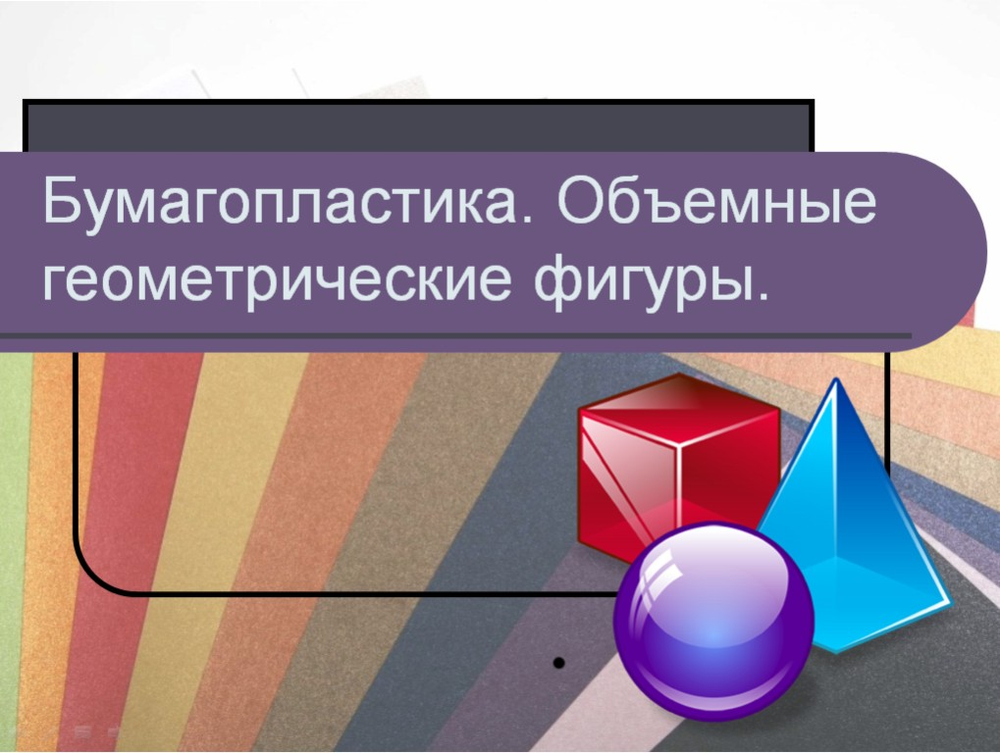 Бумагопластика. Объемные
геометрические фигуры.